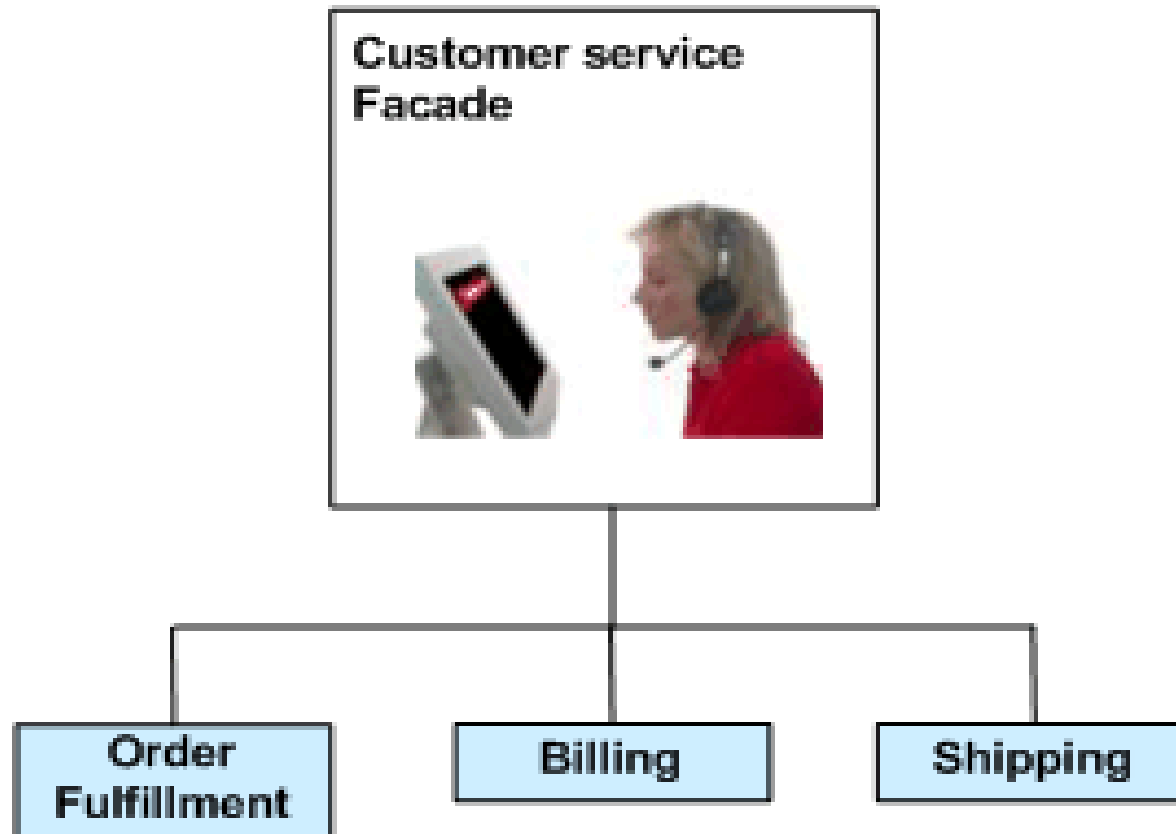 Customer service
Facade
Order
Fulfillment
Billing
Shipping